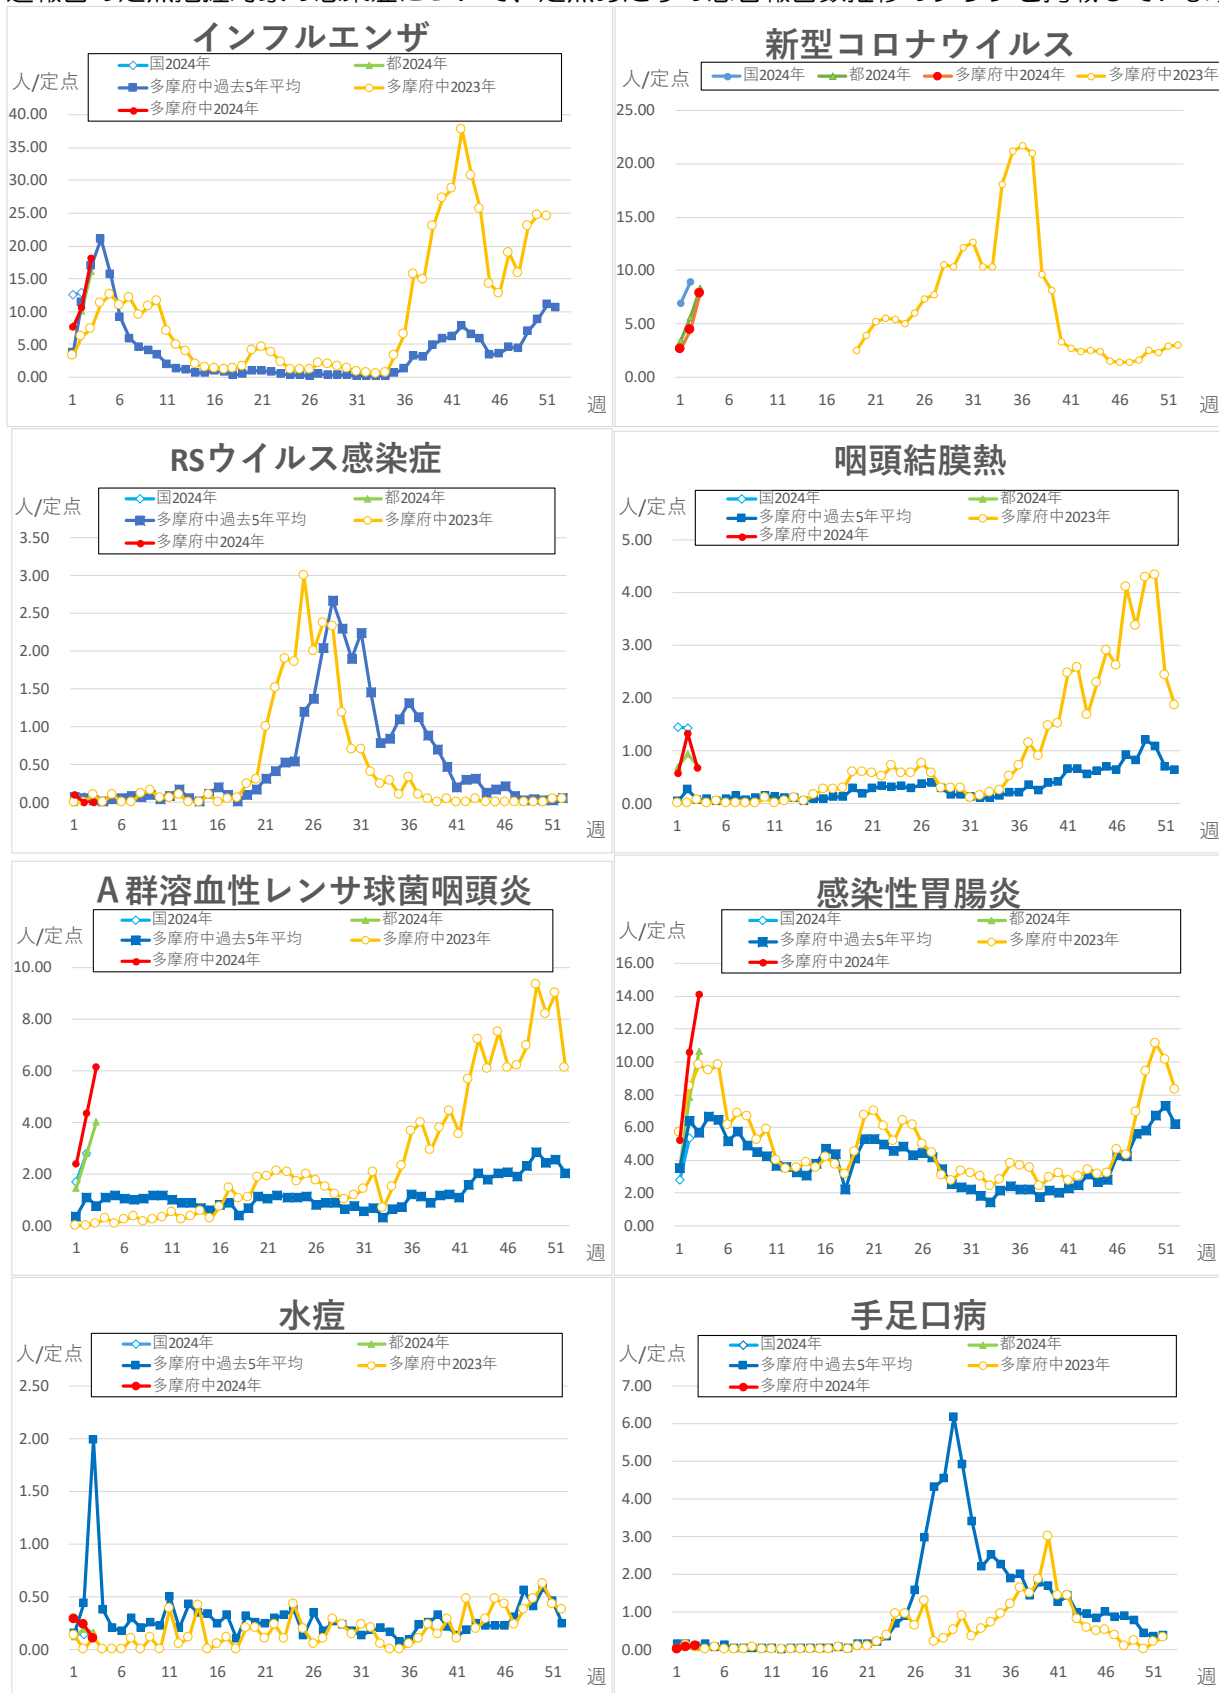 インフルエンザ
国2024年
都2024年
多摩府中過去5年平均
多摩府中2023年
多摩府中2024年
人/定点
40.00
35.00
30.00
25.00
20.00
15.00
10.00
5.00
0.00
1 6 11 16 21 26 31 36 41 46 51
週
新型コロナウイルス
国2024年 都2024年 多摩府中2024年 多摩府中2023年
人/定点
25.00
20.00
15.00
10.00
5.00
0.00
1 6 11 16 21 26 31 36 41 46 51
週
RSウイルス感染症
国2024年
都2024年
多摩府中過去5年平均
多摩府中2023年
多摩府中2024年
人/定点
3.50
3.00
2.50
2.00
1.50
1.00
0.50
0.00
1 6 11 16 21 26 31 36 41 46 51
週
咽頭結膜熱
国2024年
都2024年
多摩府中過去5年平均
多摩府中2023年
多摩府中2024年
人/定点
5.00
4.00
3.00
2.00
1.00
0.00
1 6 11 16 21 26 31 36 41 46 51
週
A群溶血性レンサ球菌咽頭炎
国2024年
都2024年
多摩府中過去5年平均
多摩府中2023年
多摩府中2024年
人/定点
10.00
8.00
6.00
4.00
2.00
0.00
1 6 11 16 21 26 31 36 41 46 51
週
感染性胃腸炎
国2024年
都2024年
多摩府中過去5年平均
多摩府中2023年
多摩府中2024年
人/定点
16.00
14.00
12.00
10.00
8.00
6.00
4.00
2.00
0.00
1 6 11 16 21 26 31 36 41 46 51
週
水痘
国2024年
都2024年
多摩府中過去5年平均
多摩府中2023年
多摩府中2024年
人/定点
2.50
2.00
1.50
1.00
0.50
0.00
1 6 11 16 21 26 31 36 41 46 51
週
手足口病
国2024年
都2024年
多摩府中過去5年平均
多摩府中2023年
多摩府中2024年
人/定点
7.00
6.00
5.00
4.00
3.00
2.00
1.00
0.00
1 6 11 16 21 26 31 36 41 46 51
週